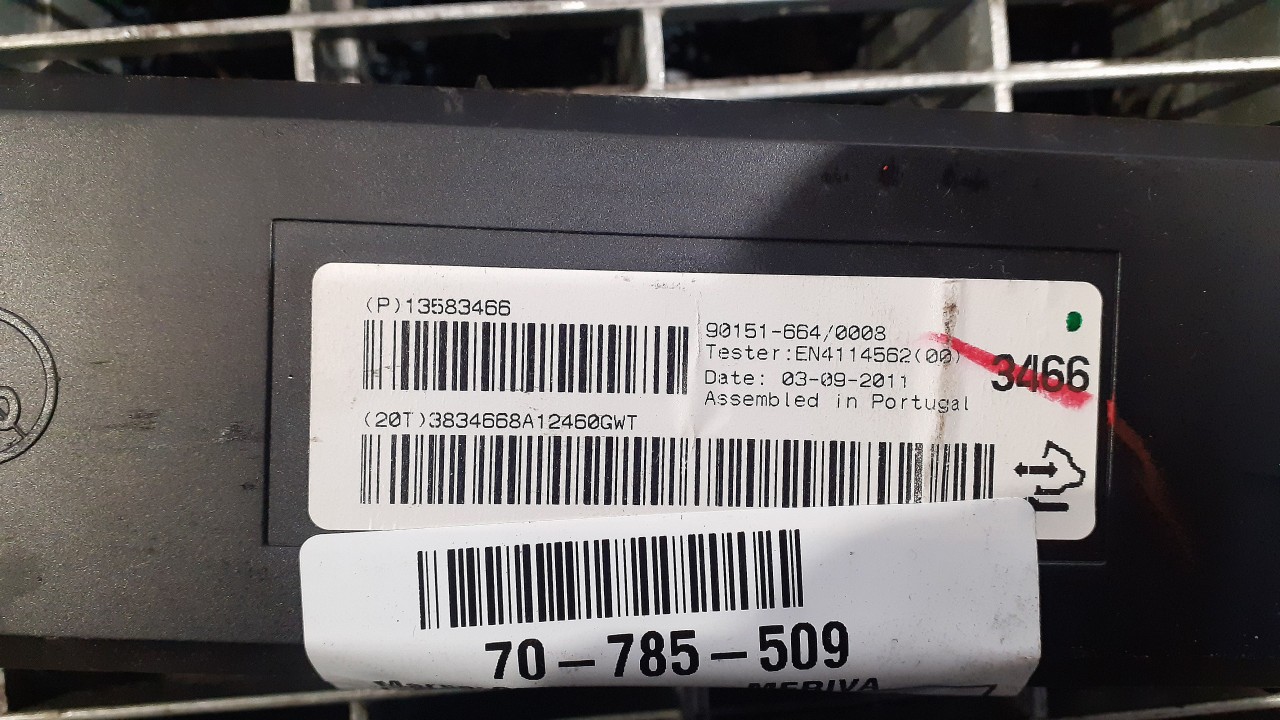 (P)13583466
90151-664/0008
Tester:EN4114562(00)
3466
Date: 03-09-2011
Assembled in Portugal
(20T)3834668A12460GWT
70-785-509
MERIVA